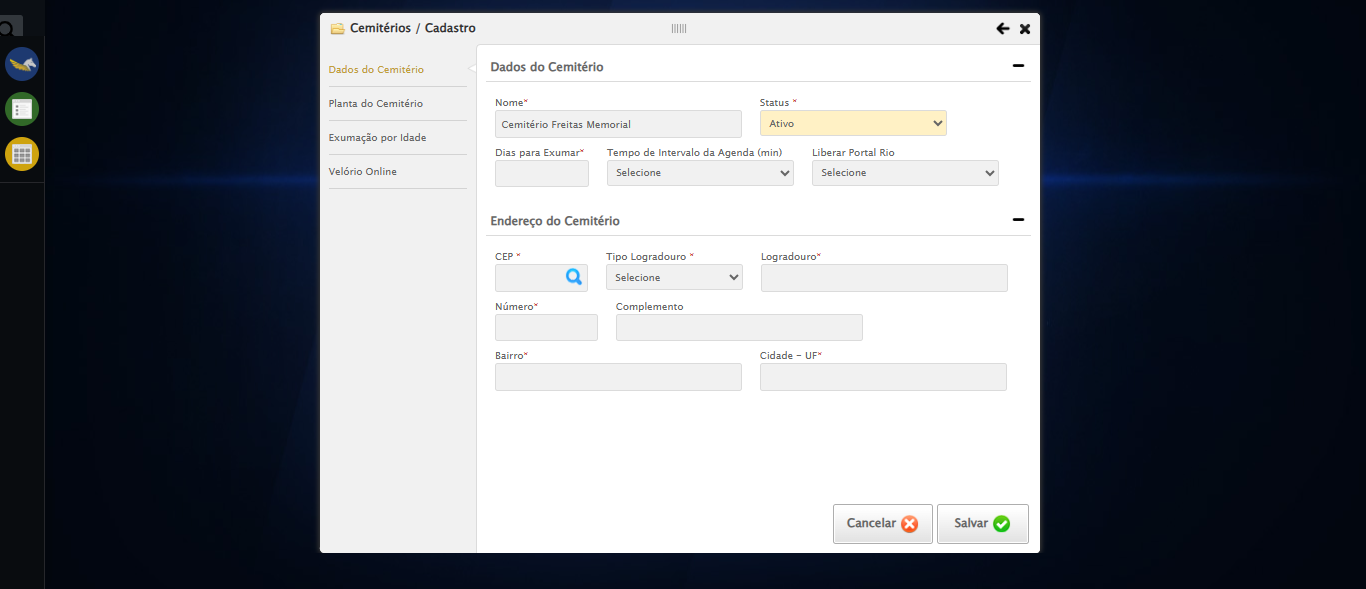 Cemitérios / Cadastro
Dados do Cemitério
Planta do Cemitério
Exumação por Idade
Velório Online
Dados do Cemitério
Nome* Status *
Cemitério Freitas Memorial Ativo
Dias para Exumar* Tempo de Intervalo da Agenda (min) Liberar Portal Rio
Selecione Selecione
Endereço do Cemitério
CEP * Tipo Logradouro * Logradouro*
Selecione
Número* Complemento
Bairro* Cidade - UF*
Cancelar Salvar